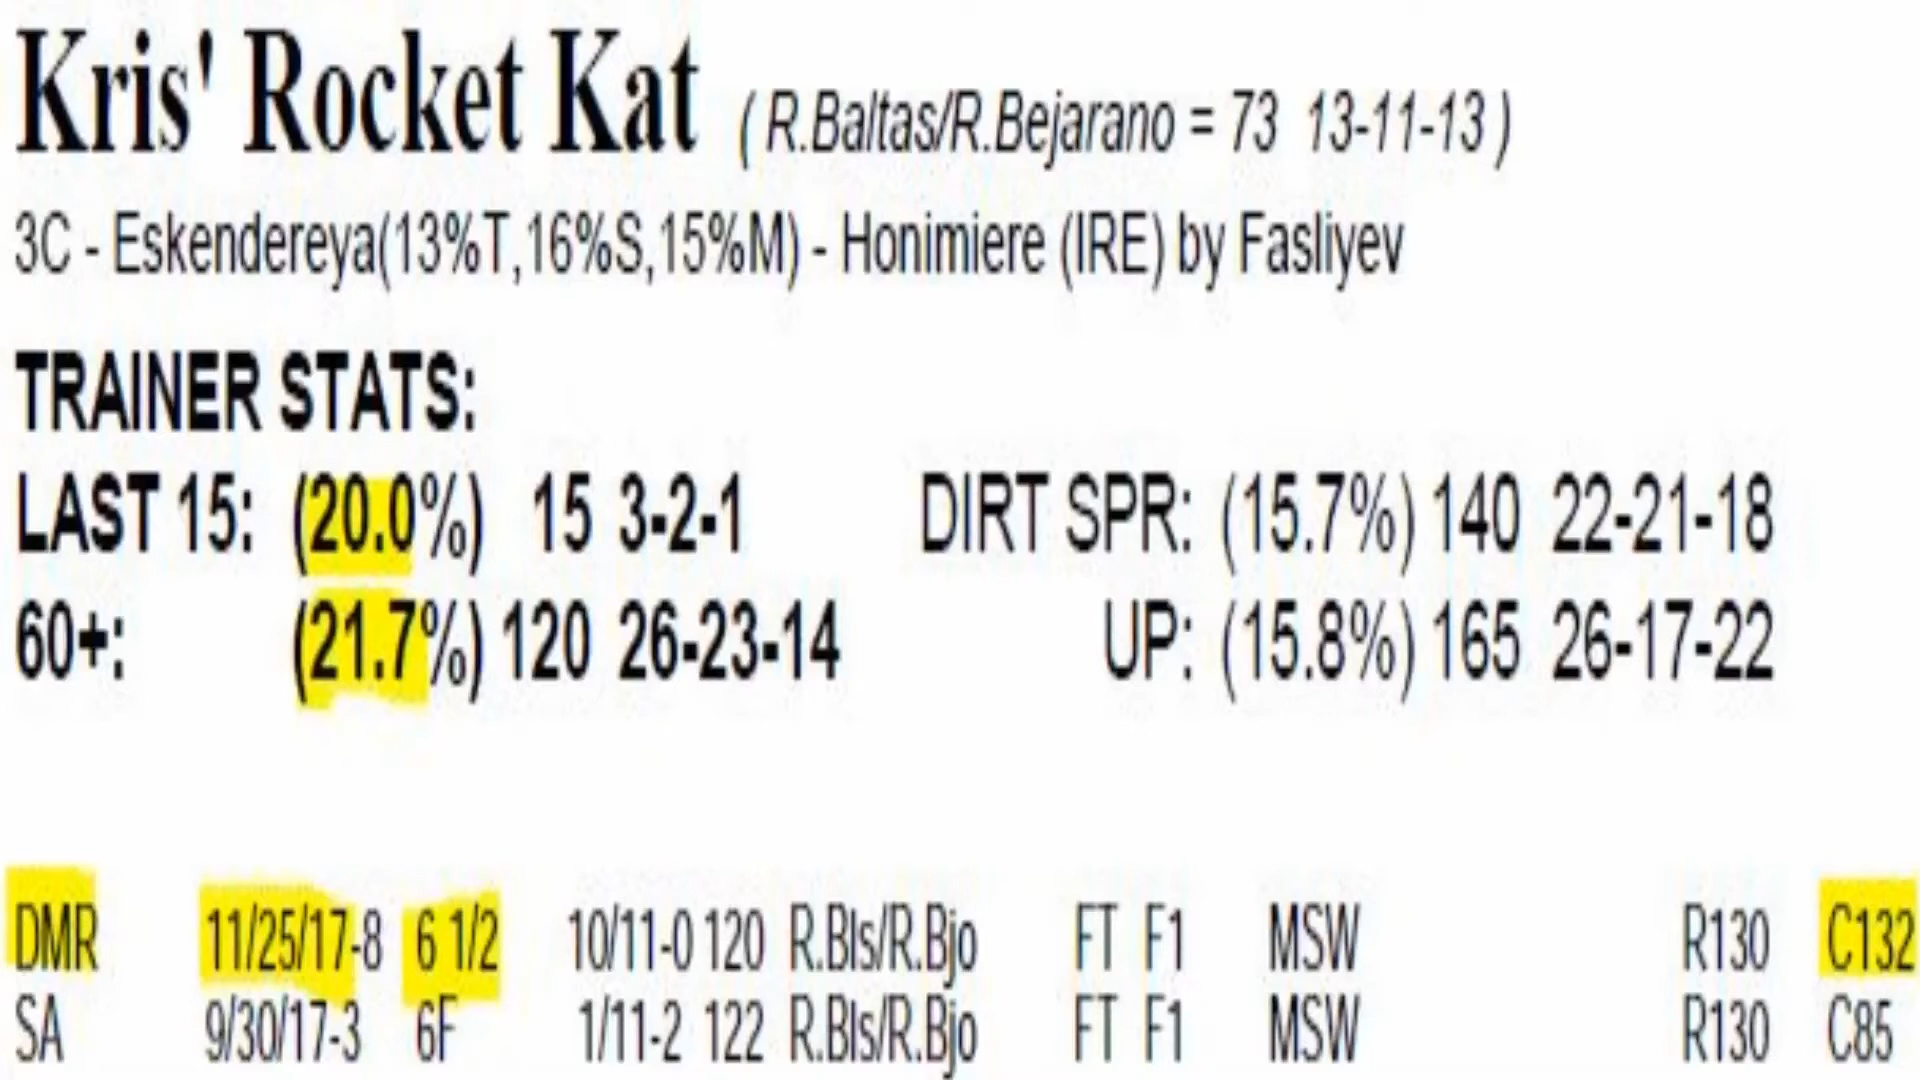 Kris' Rocket Kat ( R.Baltas/R.Bejarano = 73 13-11-13 )
3C - Eskendereya(13%T,16%S,15%M) - Honimiere (IRE) by Fasliyev
TRAINER STATS:
LAST 15: (20.0%) 15 3-2-1 DIRT SPR: (15.7%) 140 22-21-18
60+: (21.7%) 120 26-23-14 UP: (15.8%) 165 26-17-22
DMR 11/25/17-8 6 1/2 10/11-0 120 R.Bls/R.Bjo FT F1 MSW R130 C132
SA 9/30/17-3 6F 1/11-2 122 R.Bls/R.Bjo FT F1 MSW R130 C85